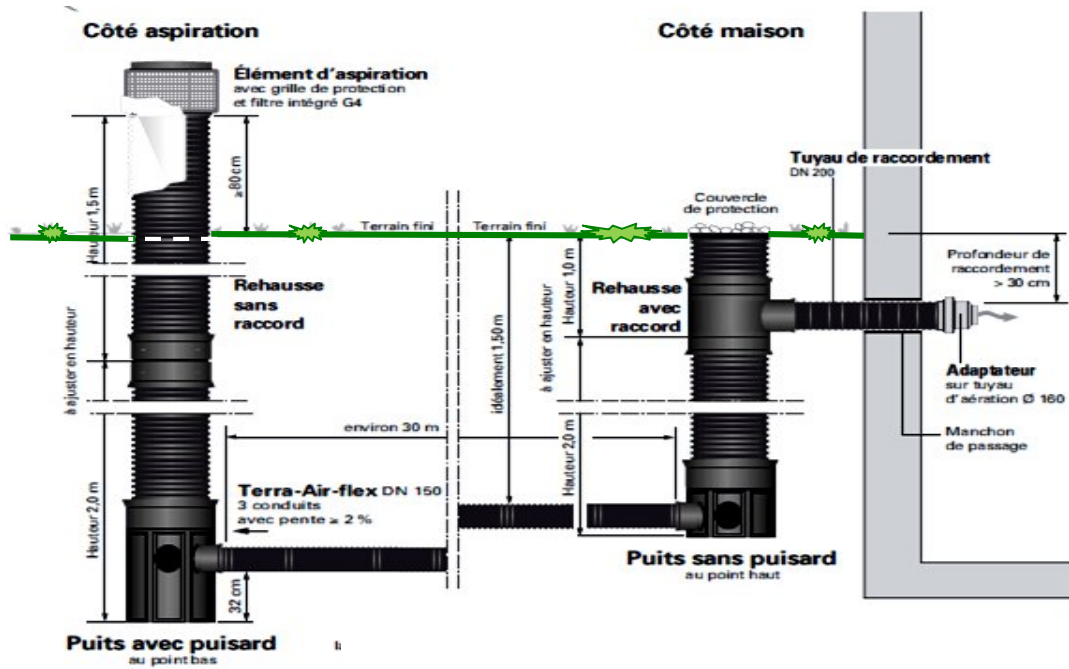 Côté aspiration
Côté maison
Élément d'aspiration
avec grille de protection
et filtre intégré G4
≥80 cm
Hauteur 1,5 m
Tuyau de raccordement
DN 200
Couvercle
de protection
Terrain fini
Terrain fini
Profondeur de
raccordement
> 30 cm
Rehausse
sans
raccord
Rehausse
avec
raccord
Hauteur 1,0 m
à ajuster en hauteur
idéalement 1,50m
à ajuster en hauteur
Adaptateur
sur tuyau
d'aération Ø 160
Manchon
de passage
environ 30 m
Hauteur 2,0 m
Hauteur 2,0 m
Terra-Air-flex DN 150
3 conduits
avec pente ≥ 2 %
32 cm
Puits sans puisard
au point haut
Puits avec puisard
au point bas